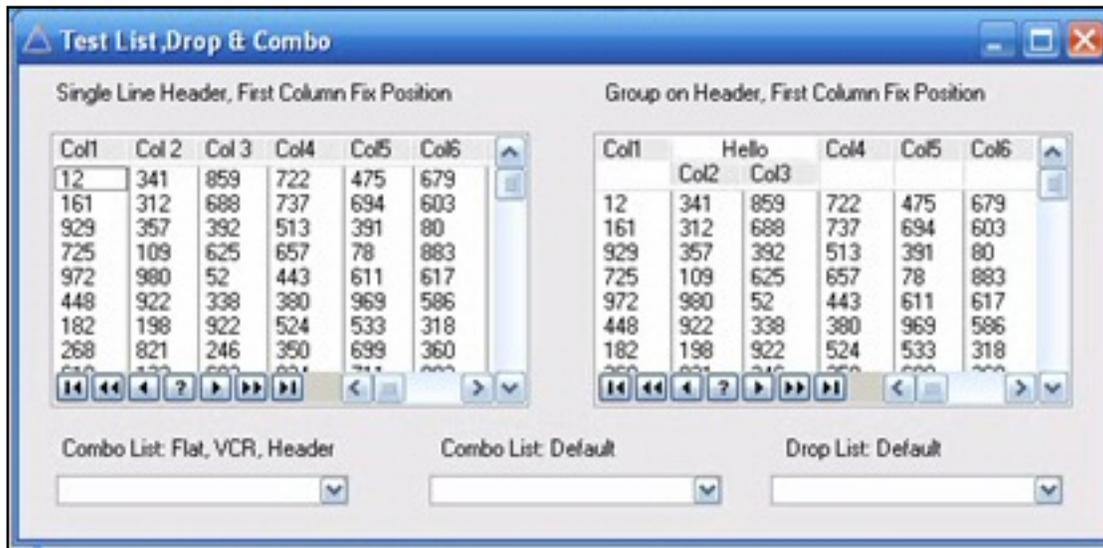 Test List,Drop & Combo
Single Line Header, First Column Fix Position
Col1 Col 2 Col 3 Col4 Col5 Col6
12 341 859 722 475 679
161 312 688 737 694 603
929 357 392 513 391 80
725 109 625 657 78 883
972 980 52 443 611 617
448 922 338 380 969 586
182 198 922 524 533 318
268 821 246 350 699 360
?
Group on Header, First Column Fix Position
Col1 Hello Col4 Col5 Col6
Col2 Col3
12 341 859 722 475 679
161 312 688 737 694 603
929 357 392 513 391 80
725 109 625 657 78 883
972 980 52 443 611 617
448 922 338 380 969 586
182 198 922 524 533 318
?
Combo List: Flat, VCR, Header
Combo List: Default
Drop List: Default